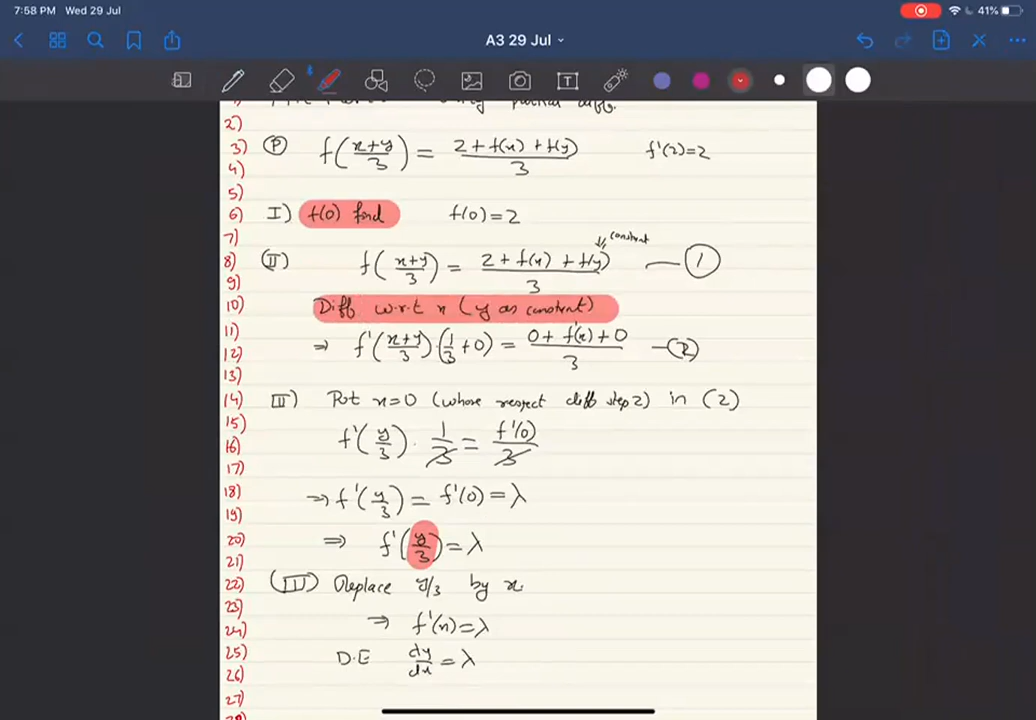 7:58 PM Wed 29 Jul
41%
A3 29 Jul
T
1)
2)
3) (P) f((x+y)/3) = (2+f(x)+f(y))/3 f'(2)=2
4)
5)
6) I) f(0) find f(0)=2
7) constant
8) (II) f((x+y)/3) = (2+f(x)+f(y))/3 — (1)
9)
10) Diff w.r.t x (y as constant)
11) ⇒ f'((x+y)/3)·(1/3+0) = (0+f'(x)+0)/3 —(2)
12)
13)
14) III) Put x=0 (whose respect diff step2) in (2)
15)
16) f'(y/3)·1/3 = f'(0)/3
17)
18) ⇒ f'(y/3) = f'(0) = λ
19)
20) ⇒ f'(y/3) = λ
21)
22) (III) Replace y/3 by x
23)
24) ⇒ f'(x)=λ
25) D.E dy/dx = λ
26)
27)